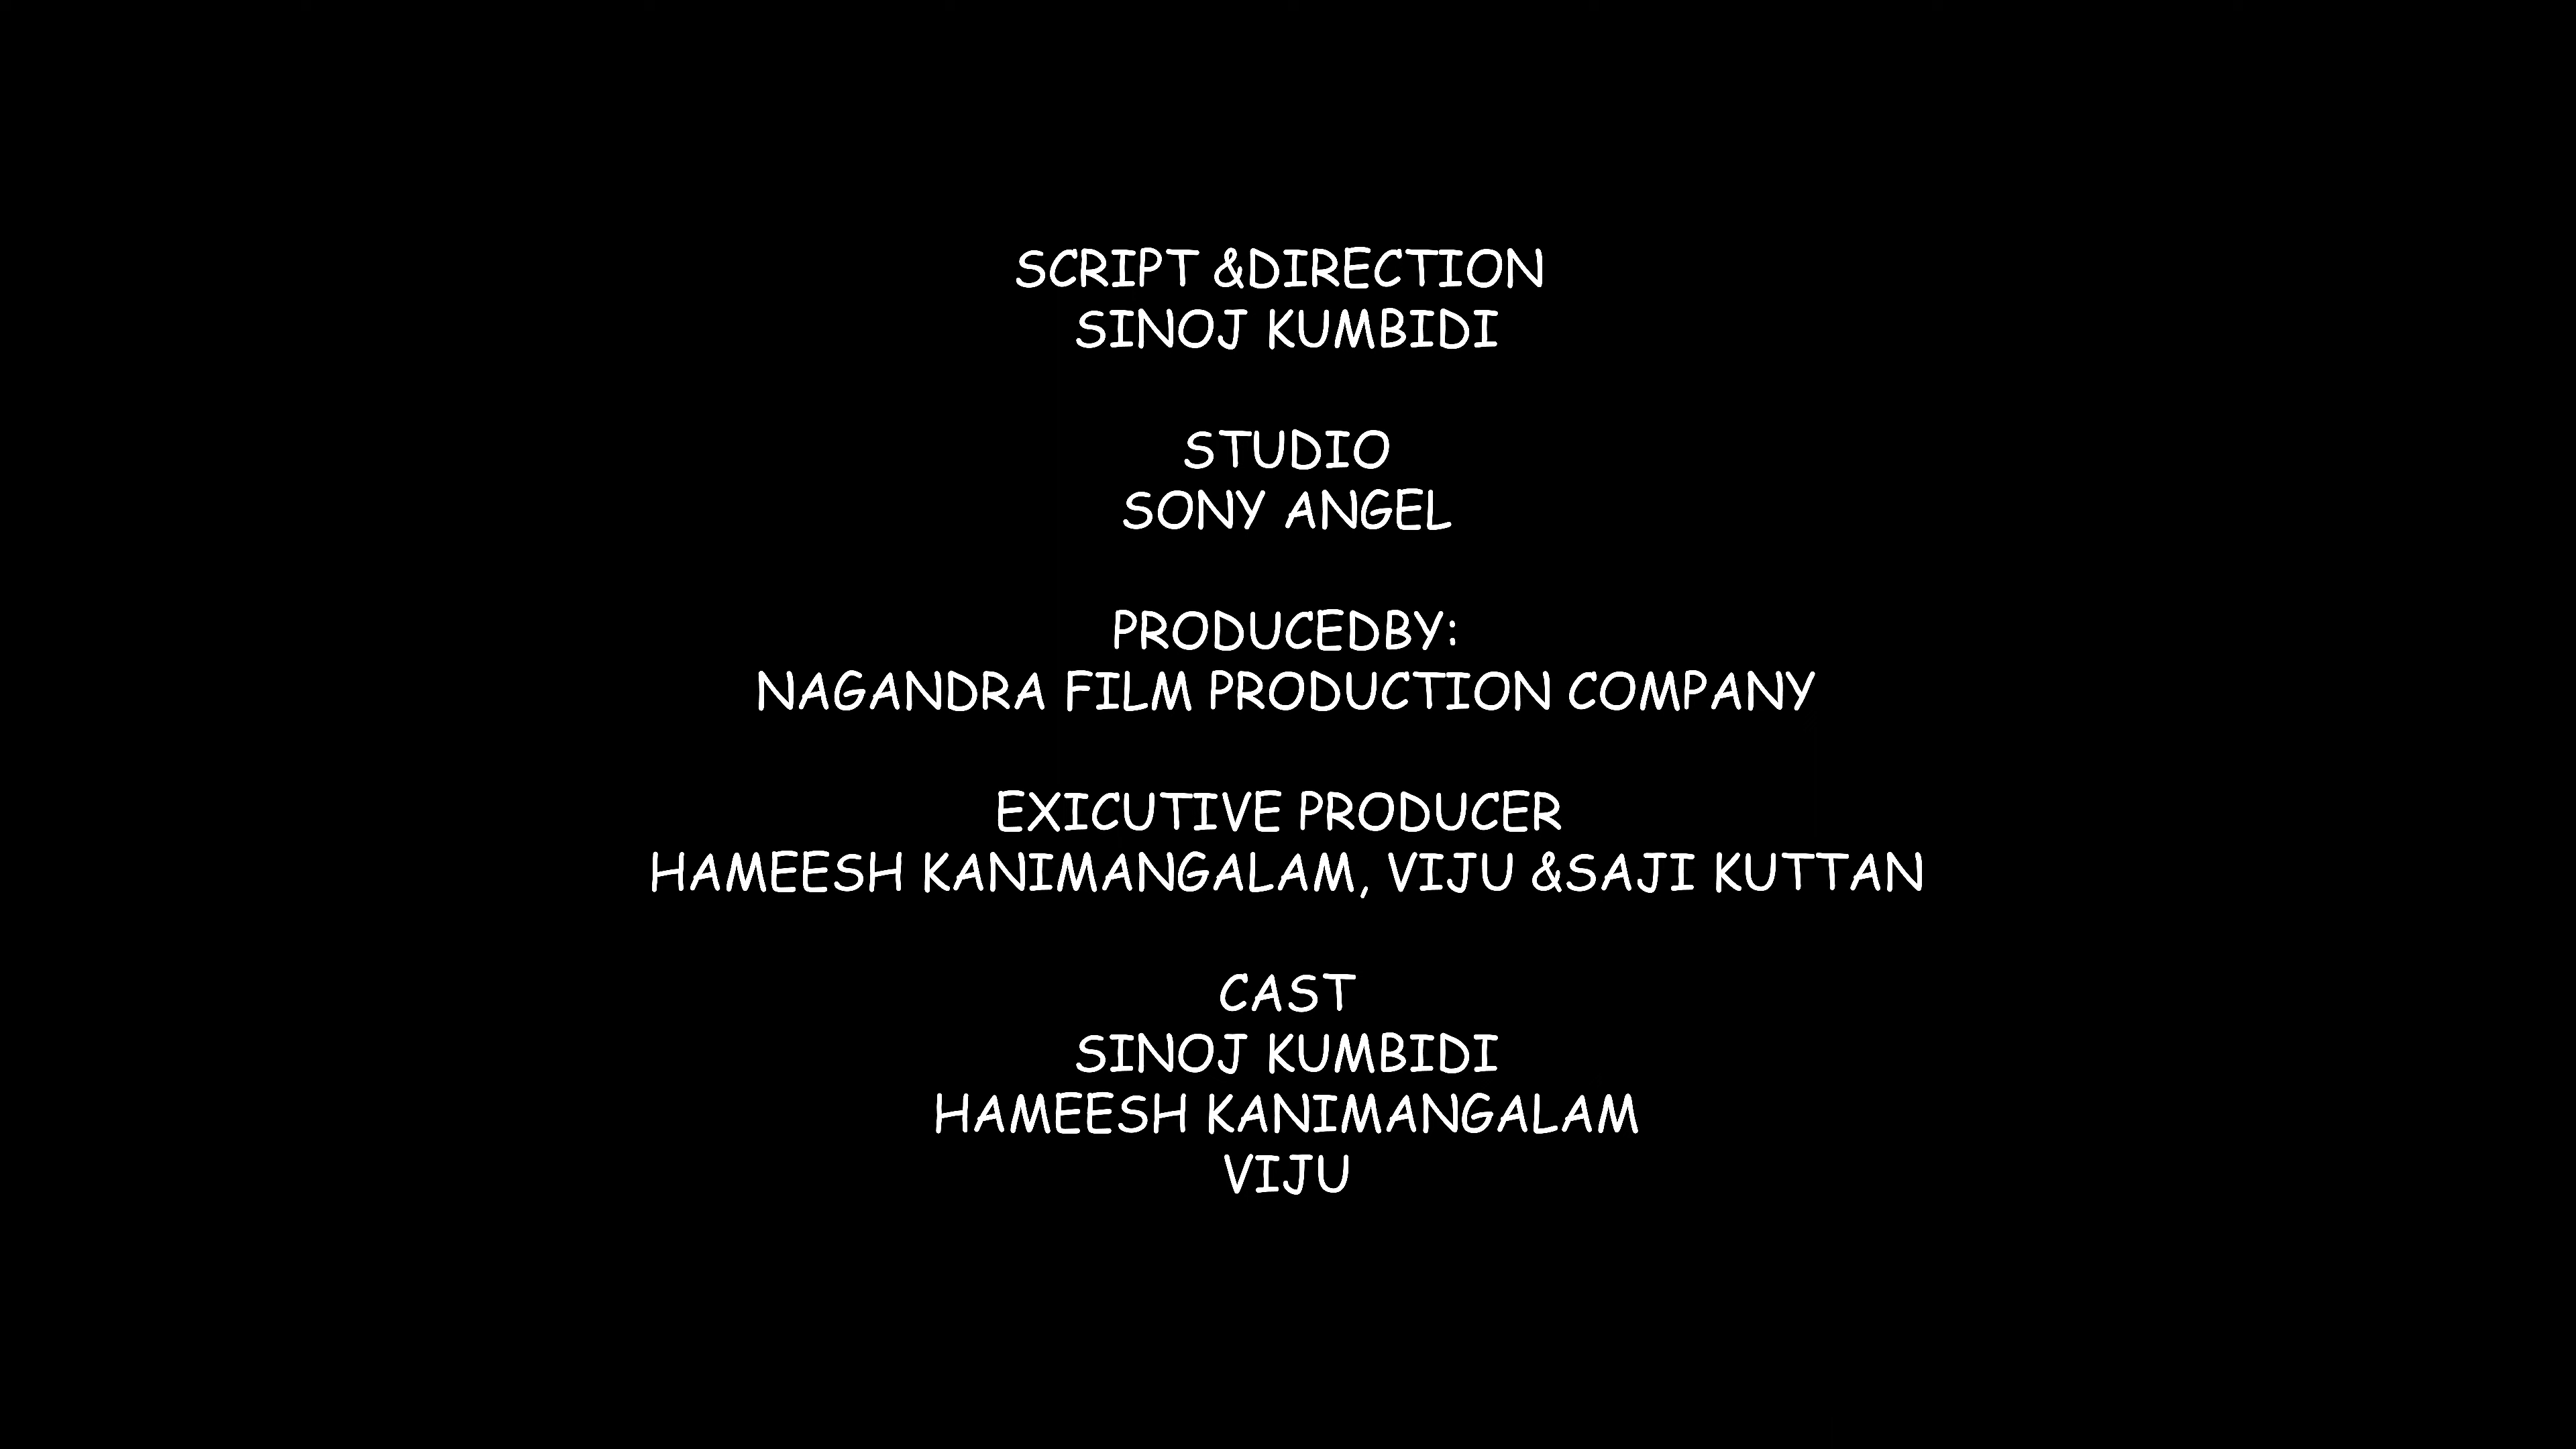 SCRIPT &DIRECTION
SINOJ KUMBIDI
STUDIO
SONY ANGEL
PRODUCEDBY:
NAGANDRA FILM PRODUCTION COMPANY
EXICUTIVE PRODUCER
HAMEESH KANIMANGALAM, VIJU &SAJI KUTTAN
CAST
SINOJ KUMBIDI
HAMEESH KANIMANGALAM
VIJU